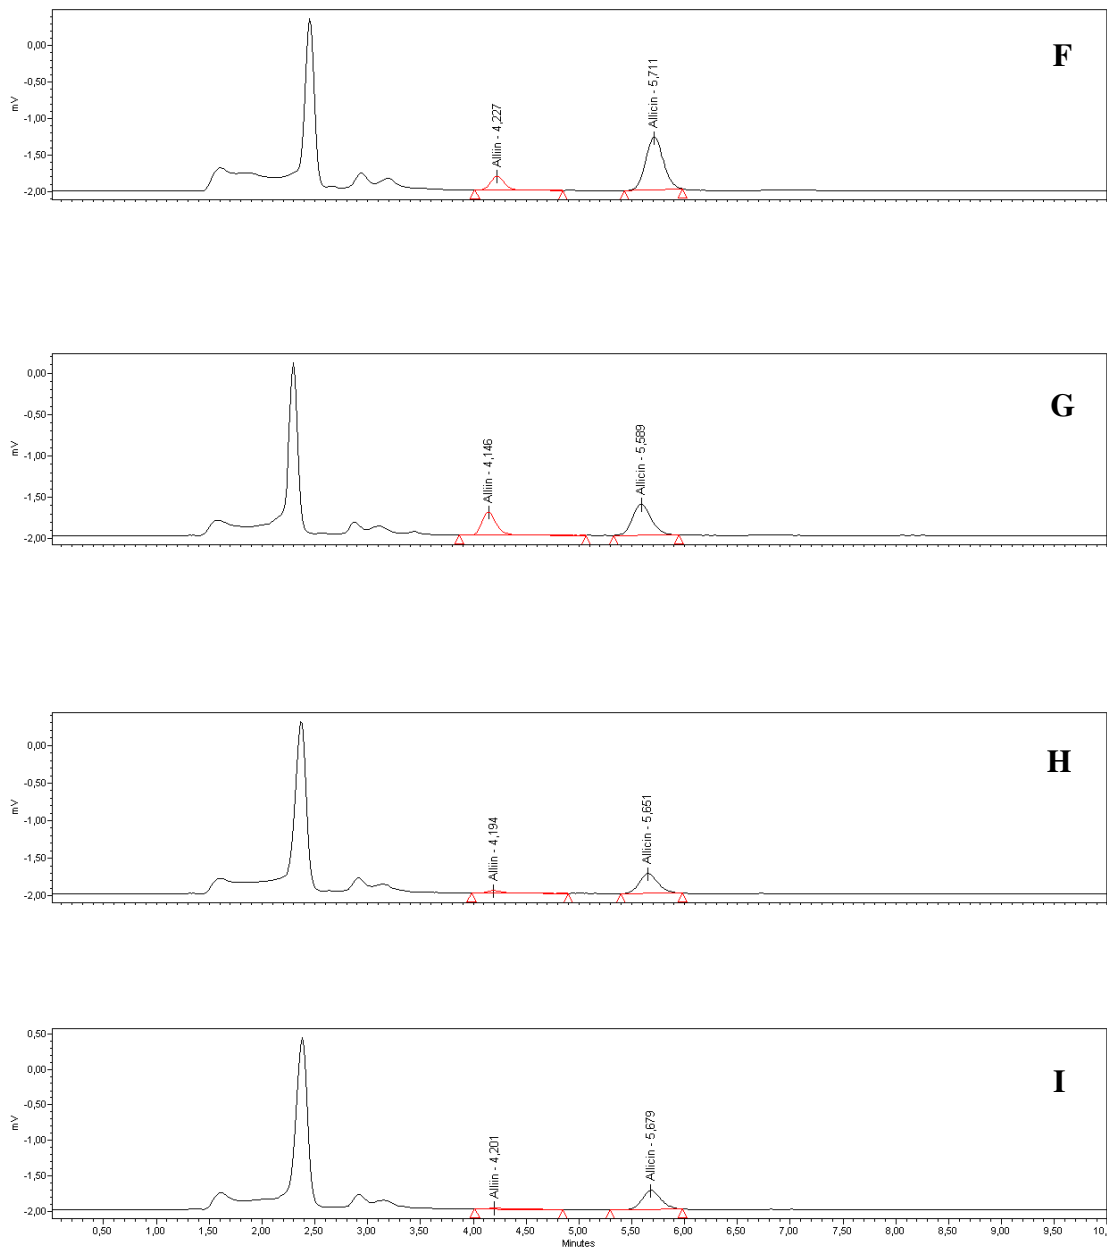 F
0,00
-0,50
-1,00
-1,50
-2,00
mV
Alliin - 4,227
Allicin - 5,711
G
0,00
-0,50
-1,00
-1,50
-2,00
mV
Alliin - 4,146
Allicin - 5,589
H
0,00
-0,50
-1,00
-1,50
-2,00
mV
Alliin - 4,194
Allicin - 5,651
I
0,50
0,00
-0,50
-1,00
-1,50
-2,00
mV
Alliin - 4,201
Allicin - 5,679
0,50 1,00 1,50 2,00 2,50 3,00 3,50 4,00 4,50 5,00 5,50 6,00 6,50 7,00 7,50 8,00 8,50 9,00 9,50 10,
Minutes